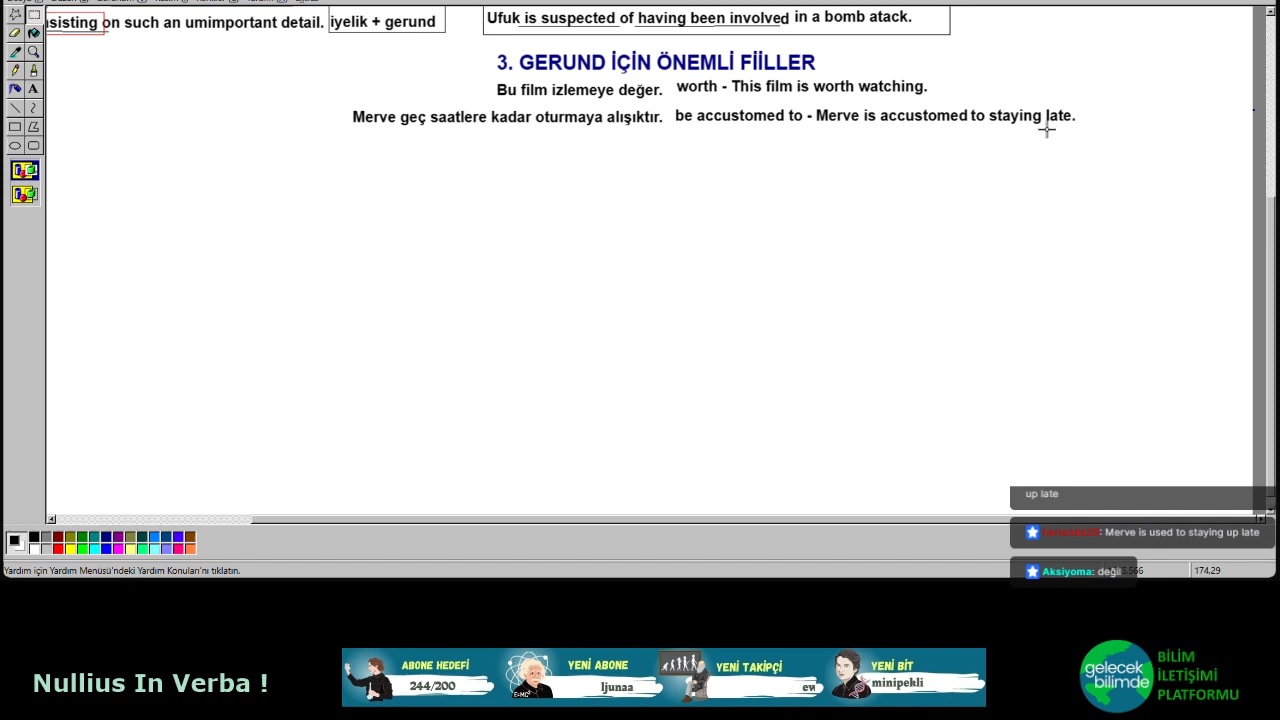 nsisting on such an umimportant detail. iyelik + gerund
Ufuk is suspected of having been involved in a bomb atack.
3. GERUND İÇİN ÖNEMLİ FİİLLER
Bu film izlemeye değer. worth - This film is worth watching.
Merve geç saatlere kadar oturmaya alışıktır. be accustomed to - Merve is accustomed to staying late.
up late
: Merve is used to staying up late
Aksiyoma: değil
Yardım için Yardım Menüsü'ndeki Yardım Konuları'nı tıklatın.
174.29
Nullius In Verba !
ABONE HEDEFİ
244/200
YENİ ABONE
ljunaa
E=MC²
YENİ TAKİPÇİ
ew
YENİ BİT
minipekli
gelecek
bilimde
BİLİM
İLETİŞİMİ
PLATFORMU